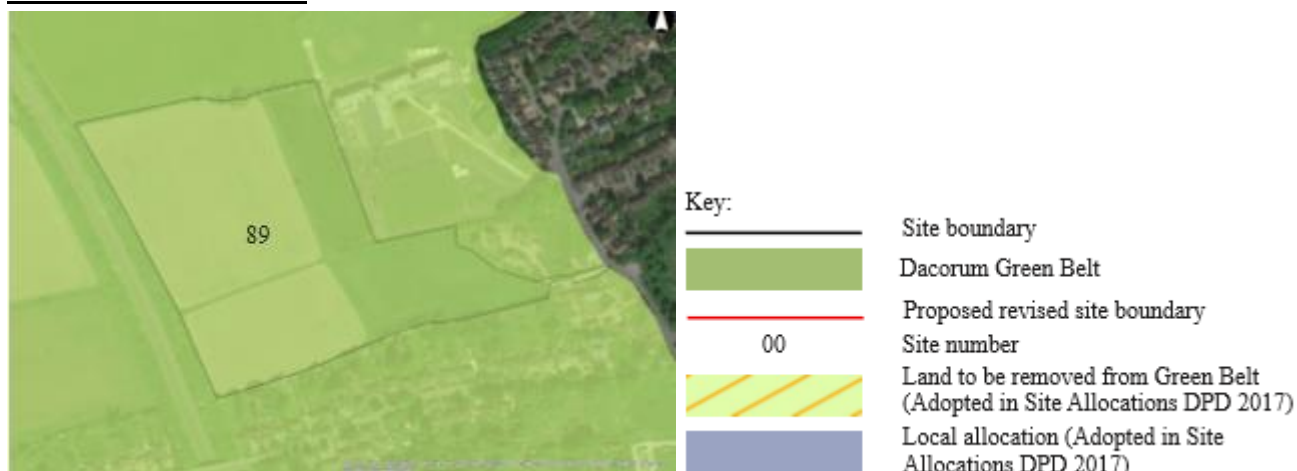 89
Key:
Site boundary
Dacorum Green Belt
Proposed revised site boundary
00 Site number
Land to be removed from Green Belt
(Adopted in Site Allocations DPD 2017)
Local allocation (Adopted in Site
Allocations DPD 2017)